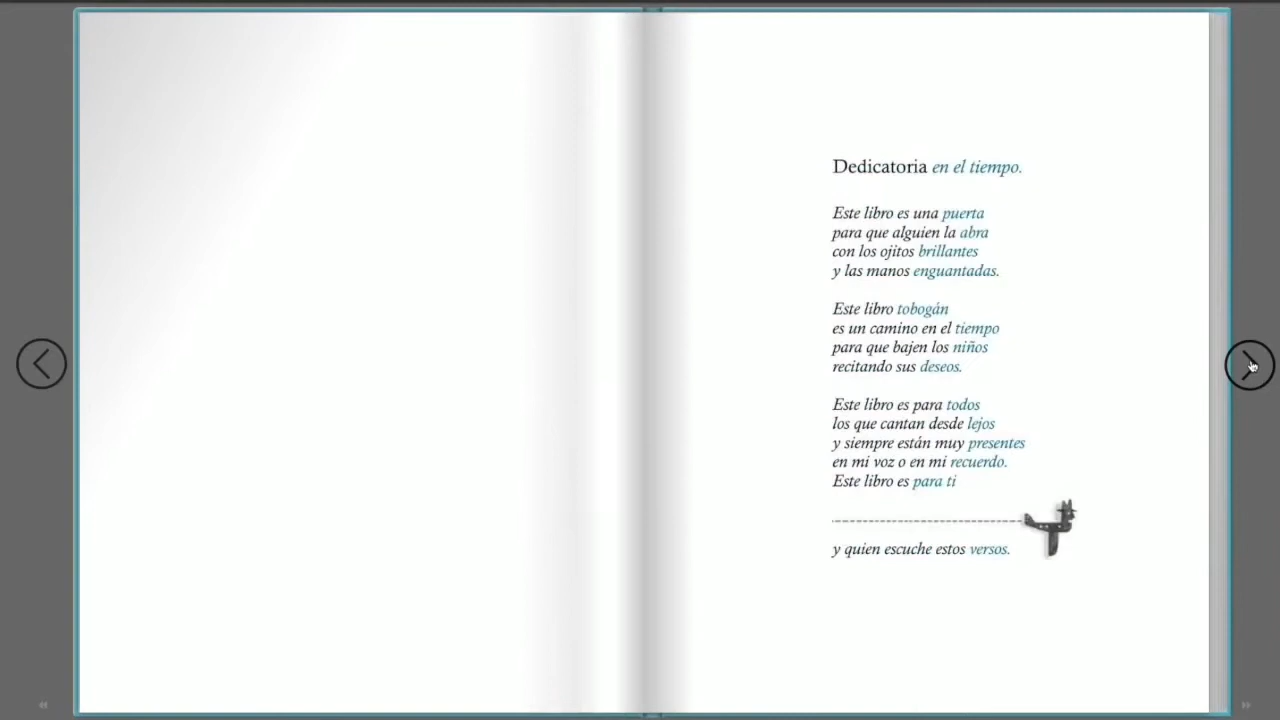 Dedicatoria en el tiempo.
Este libro es una puerta
para que alguien la abra
con los ojitos brillantes
y las manos enguantadas.
Este libro tobogán
es un camino en el tiempo
para que bajen los niños
recitando sus deseos.
Este libro es para todos
los que cantan desde lejos
y siempre están muy presentes
en mi voz o en mi recuerdo.
Este libro es para ti
y quien escuche estos versos.